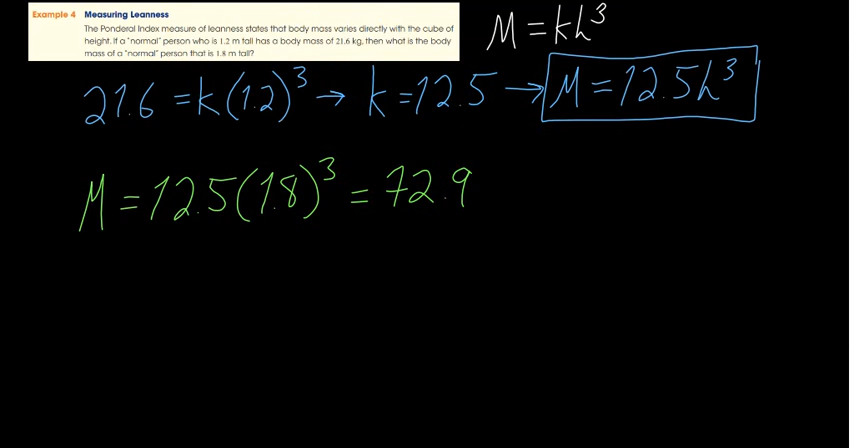 Example 4 Measuring Leanness
The Ponderal Index measure of leanness states that body mass varies directly with the cube of
height. If a "normal" person who is 1.2 m tall has a body mass of 21.6 kg, then what is the body
mass of a "normal" person that is 1.8 m tall?
M = kh³
21.6 = k(1.2)³ → k = 12.5 → M = 12.5h³
M = 12.5(1.8)³ = 72.9